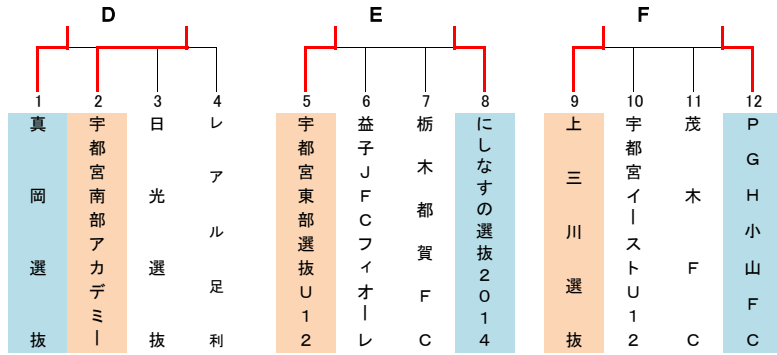 D
E
F
1
2
3
4
5
6
7
8
9
10
11
12
真岡選抜
宇都宮南部アカデミー
日光選抜
レアル足利
宇都宮東部選抜U12
益子JFCフィオーレ
栃木都賀FC
にしなすの選抜2014
上三川選抜
宇都宮イーストU12
茂木FC
PGH小山FC